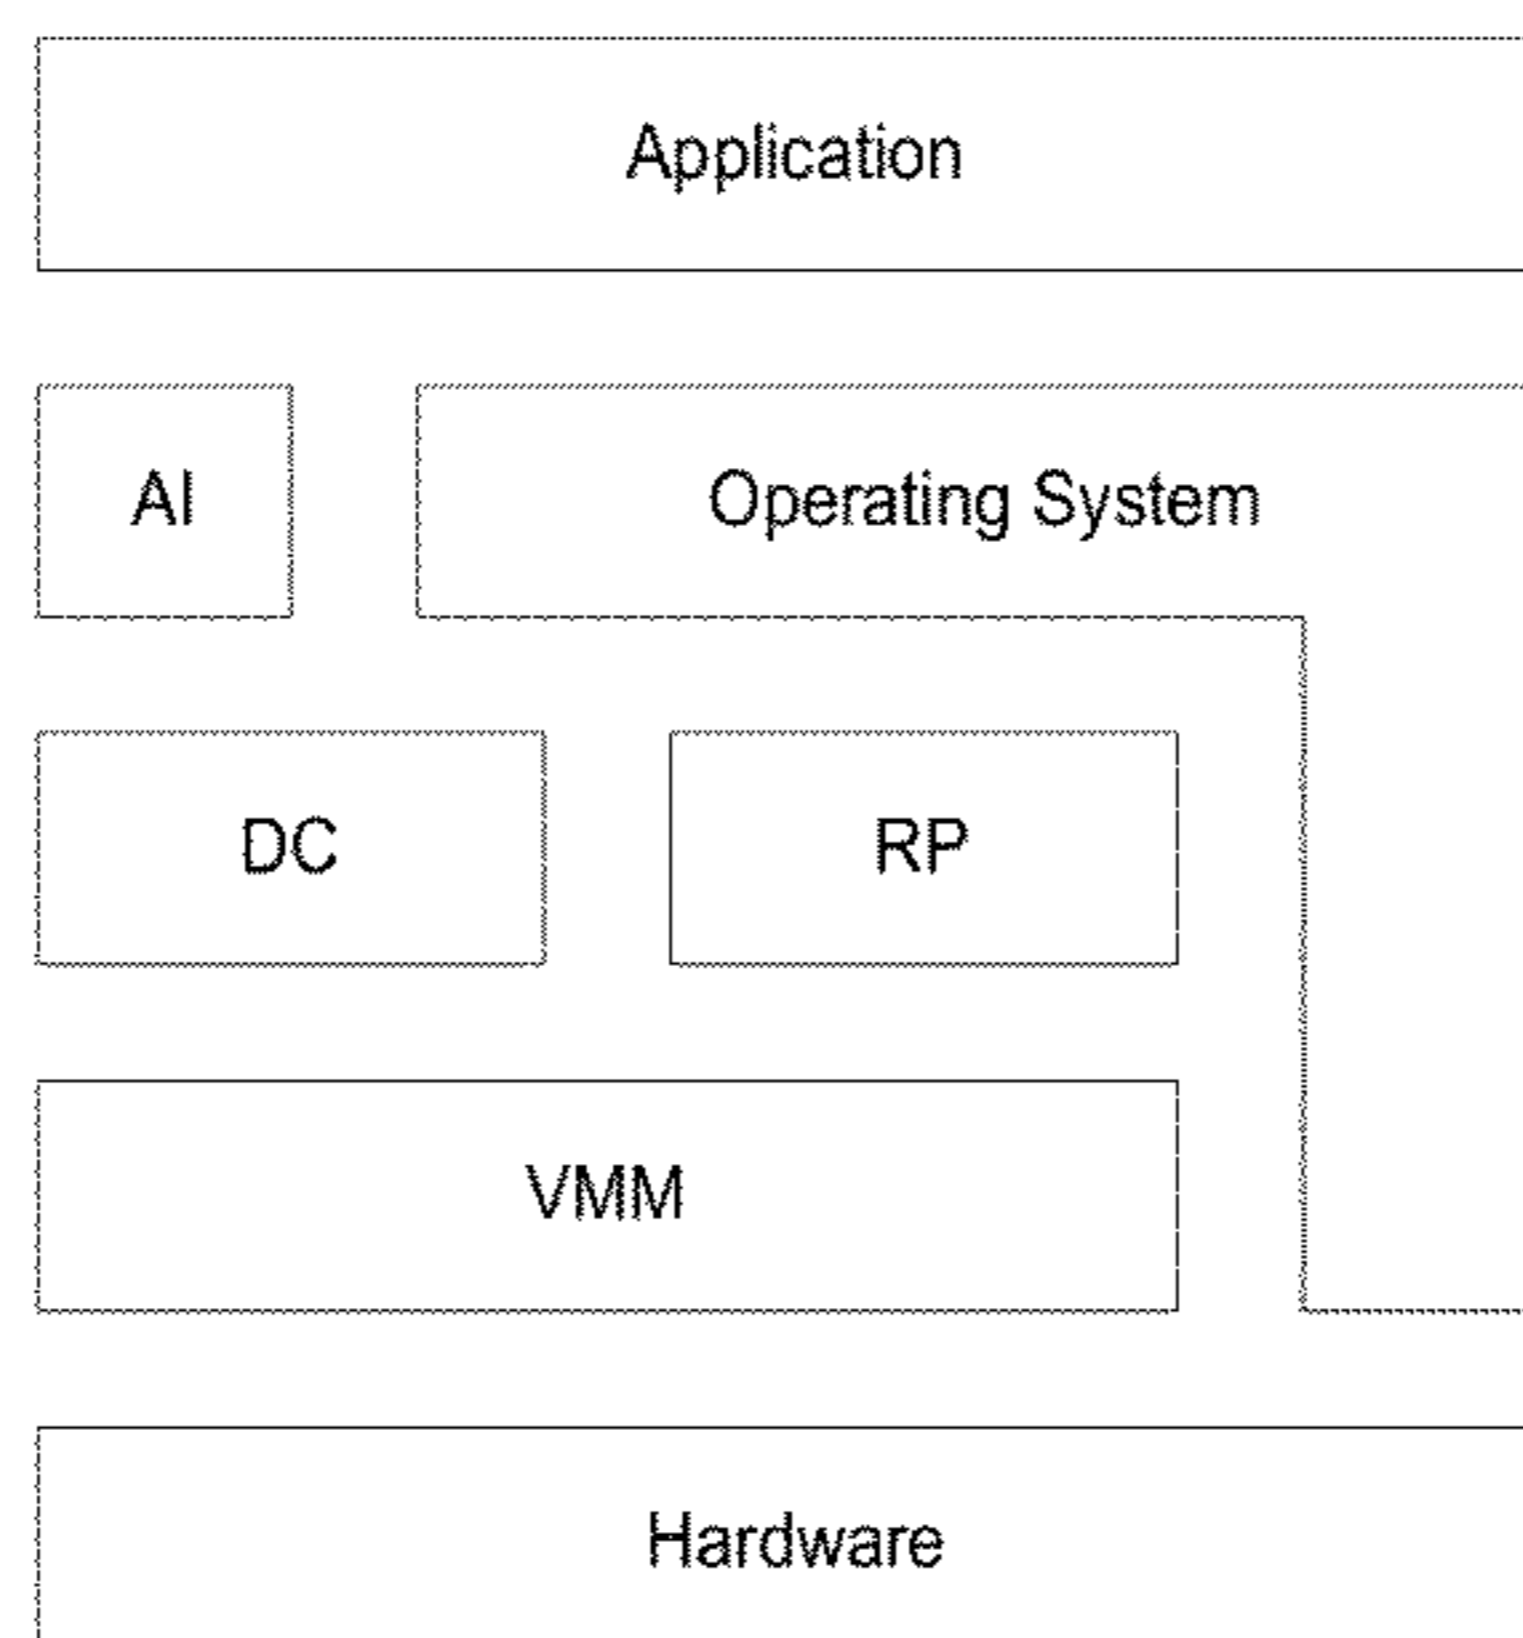 Application
AI
Operating System
DC
RP
VMM
Hardware